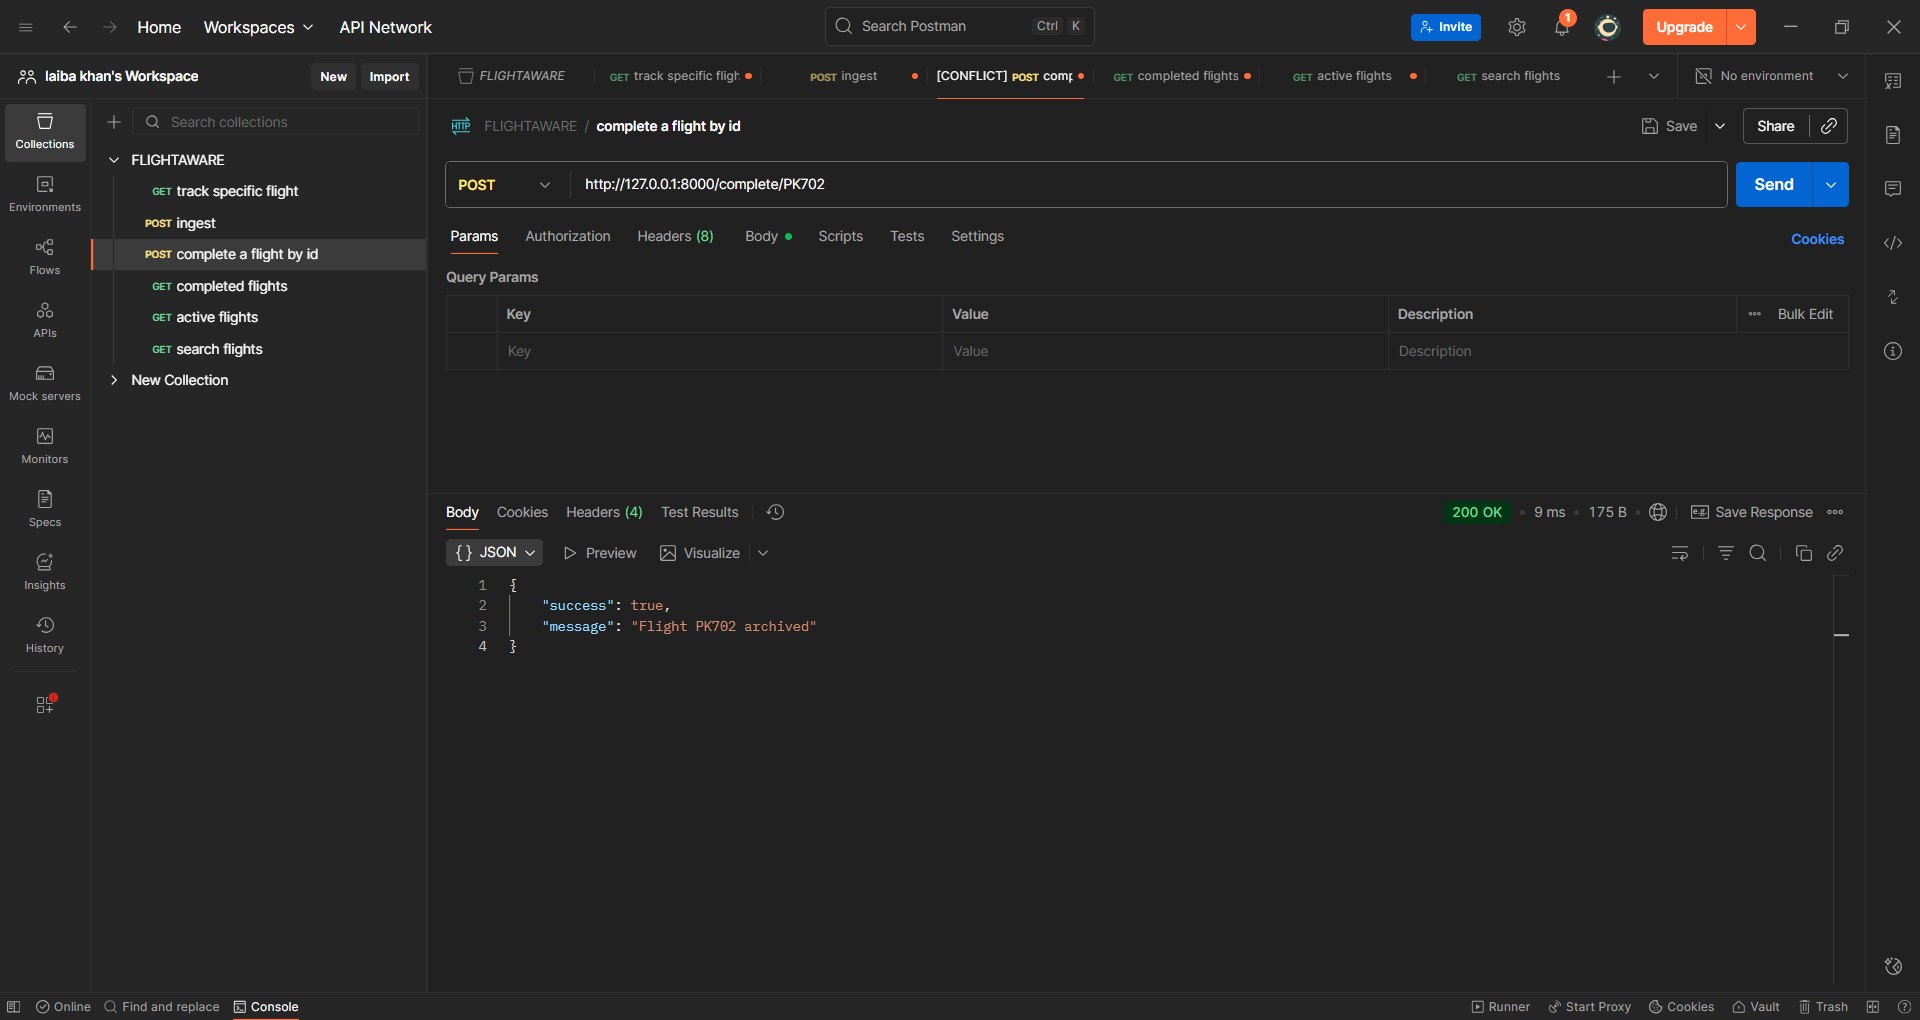 Home
Workspaces
API Network
Search Postman
Ctrl
K
Invite
1
Upgrade
laiba khan's Workspace
New
Import
FLIGHTAWARE
GET track specific fligh
POST ingest
[CONFLICT] POST comp
GET completed flights
GET active flights
GET search flights
No environment
Collections
Environments
Flows
APIs
Mock servers
Monitors
Specs
Insights
History
Search collections
FLIGHTAWARE
GET track specific flight
POST ingest
POST complete a flight by id
GET completed flights
GET active flights
GET search flights
New Collection
HTTP
FLIGHTAWARE / complete a flight by id
Save
Share
POST
http://127.0.0.1:8000/complete/PK702
Send
Params
Authorization
Headers (8)
Body
Scripts
Tests
Settings
Cookies
Query Params
Key
Value
Description
Bulk Edit
Key
Value
Description
Body
Cookies
Headers (4)
Test Results
200 OK
9 ms
175 B
e.g.
Save Response
{} JSON
Preview
Visualize
1 {
2 "success": true,
3 "message": "Flight PK702 archived"
4 }
Online
Find and replace
Console
Runner
Start Proxy
Cookies
Vault
Trash